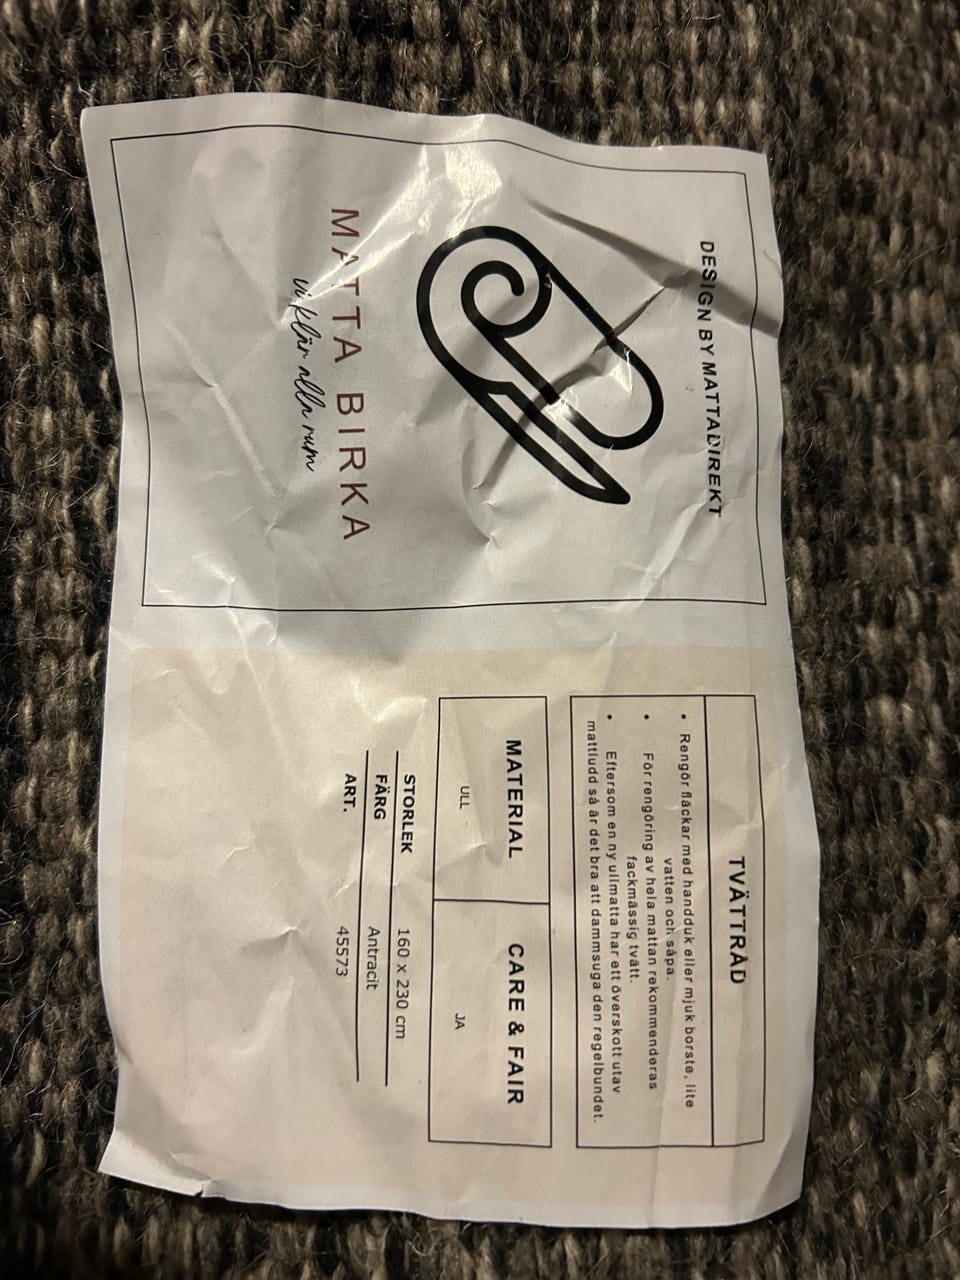 DESIGN BY MATTADIREKT
MATTA BIRKA
vi klär alla rum
TVÄTTRÅD
• Rengör fläckar med handduk eller mjuk borste, lite
vatten och såpa.
• För rengöring av hela mattan rekommenderas
fackmässig tvätt.
• Eftersom en ny ullmatta har ett överskott utav
mattludd så är det bra att dammsuga den regelbundet.
MATERIAL CARE & FAIR
ULL JA
STORLEK 160 x 230 cm
FÄRG Antracit
ART. 45573